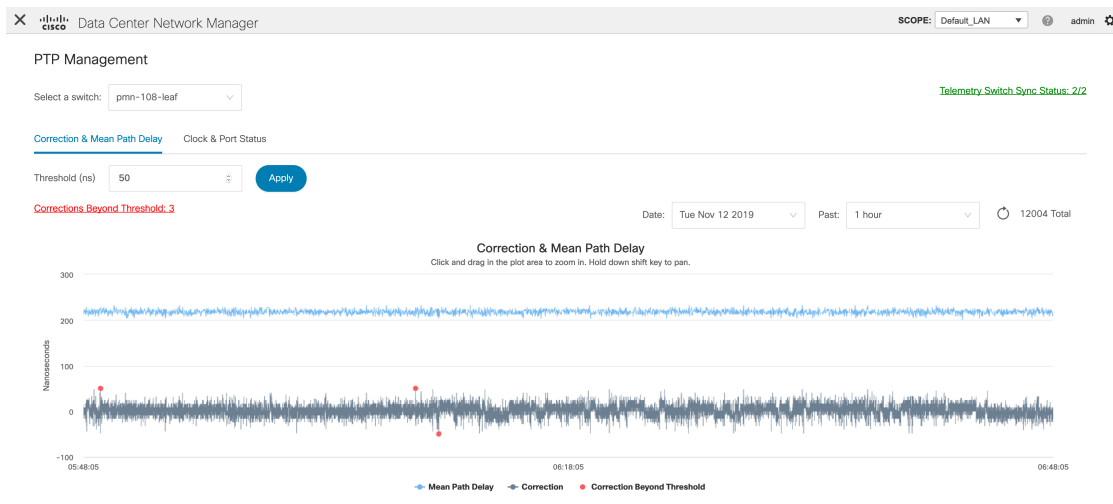 CISCO Data Center Network Manager SCOPE: Default_LAN admin
PTP Management
Select a switch: pmn-108-leaf Telemetry Switch Sync Status: 2/2
Correction & Mean Path Delay Clock & Port Status
Threshold (ns) 50 Apply
Corrections Beyond Threshold: 3 Date: Tue Nov 12 2019 Past: 1 hour 12004 Total
Correction & Mean Path Delay
Click and drag in the plot area to zoom in. Hold down shift key to pan.
300
200
100
0
-100
Nanoseconds
05:48:05 06:18:05 06:48:05
Mean Path Delay Correction Correction Beyond Threshold